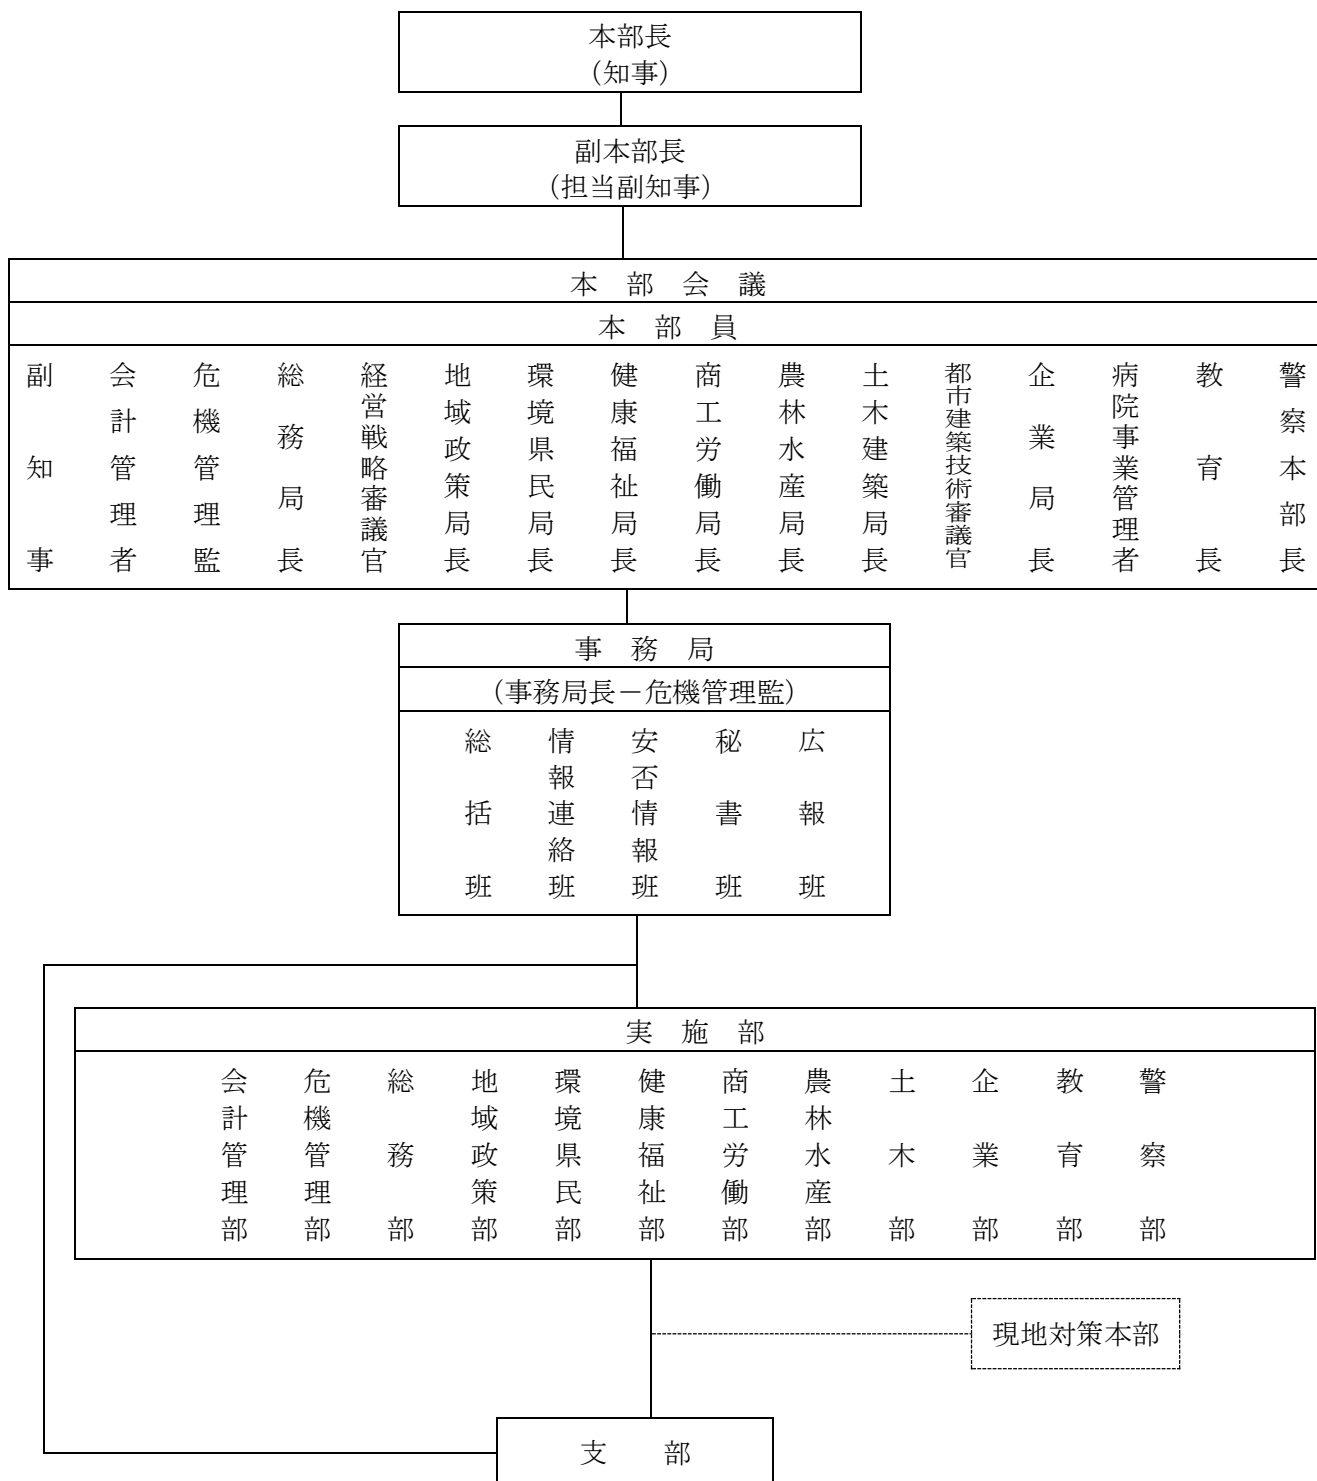 本部長
（知事）
副本部長
（担当副知事）
本部会議
本部員
副知事
会計管理者
危機管理監
総務局長
経営戦略審議官
地域政策局長
環境県民局長
健康福祉局長
商工労働局長
農林水産局長
土木建築局長
都市建築技術審議官
企業局長
病院事業管理者
教育長
警察本部長
事務局
（事務局長－危機管理監）
総括班
情報連絡班
安否情報班
秘書班
広報班
実施部
会計管理部
危機管理部
総務部
地域政策部
環境県民部
健康福祉部
商工労働部
農林水産部
土木部
企業部
教育部
警察部
現地対策本部
支部